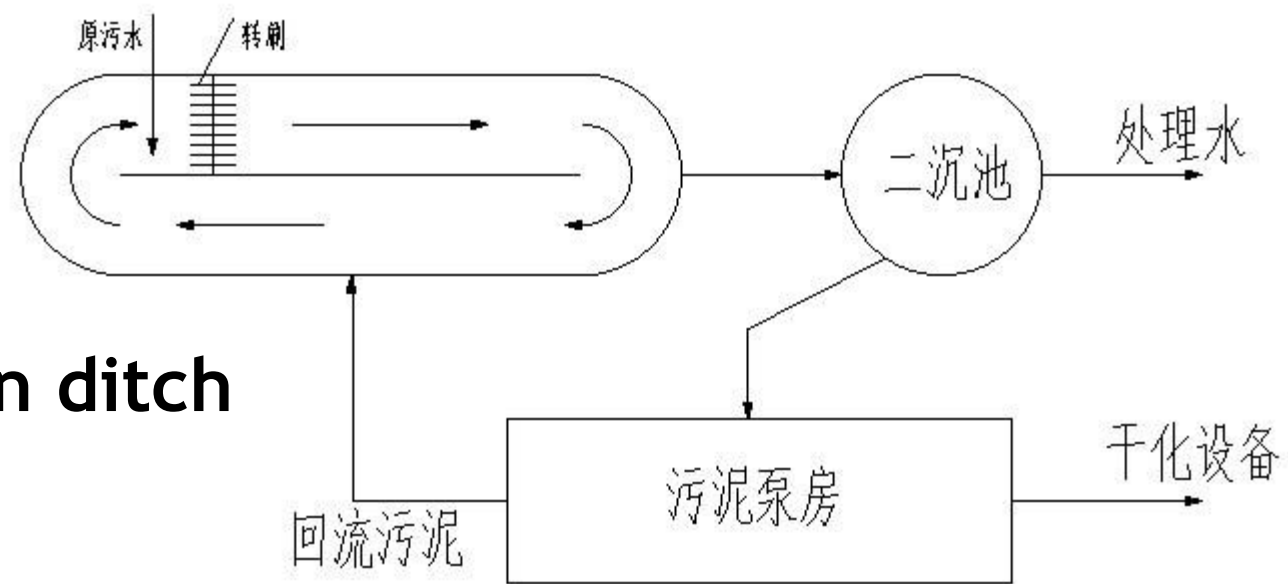 原污水
转刷
二沉池
处理水
n ditch
污泥泵房
干化设备
回流污泥